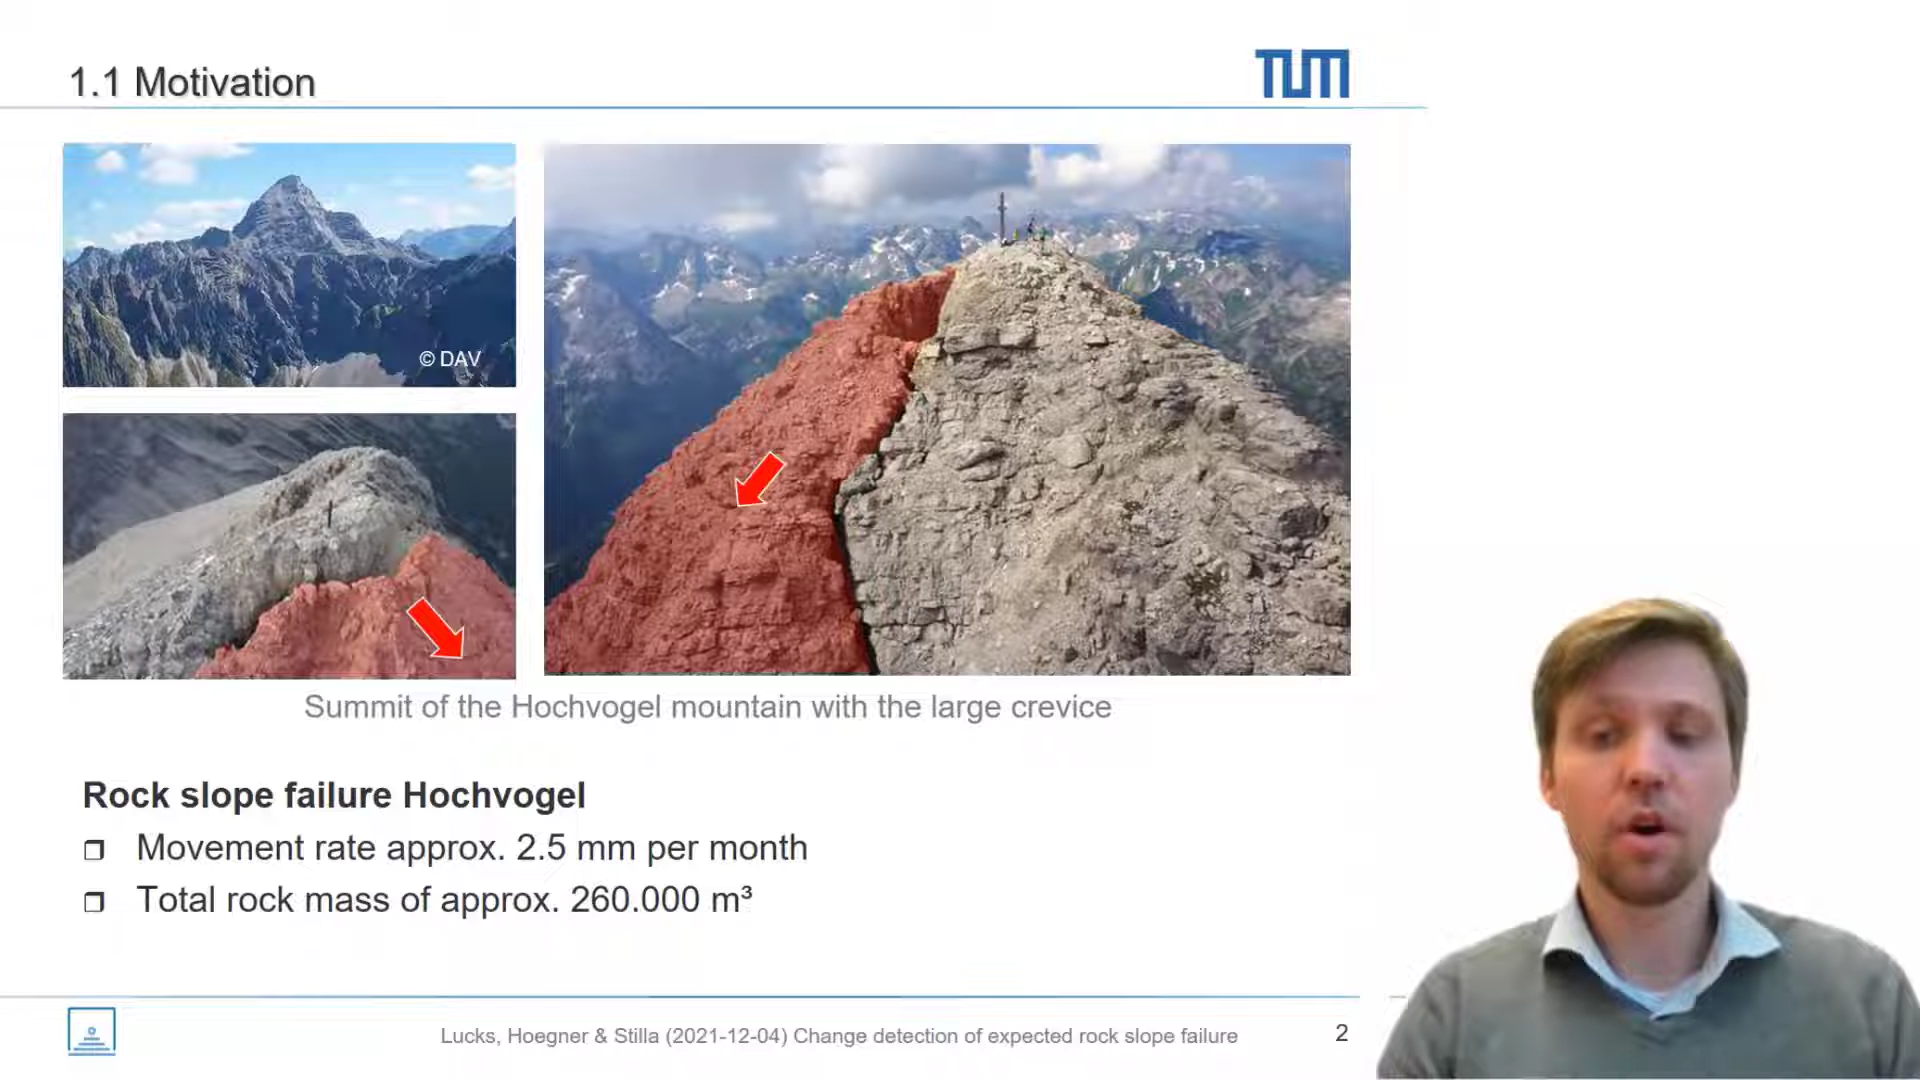 1.1 Motivation
TUM
© DAV
Summit of the Hochvogel mountain with the large crevice
Rock slope failure Hochvogel
Movement rate approx. 2.5 mm per month
Total rock mass of approx. 260.000 m³
Lucks, Hoegner & Stilla (2021-12-04) Change detection of expected rock slope failure
2